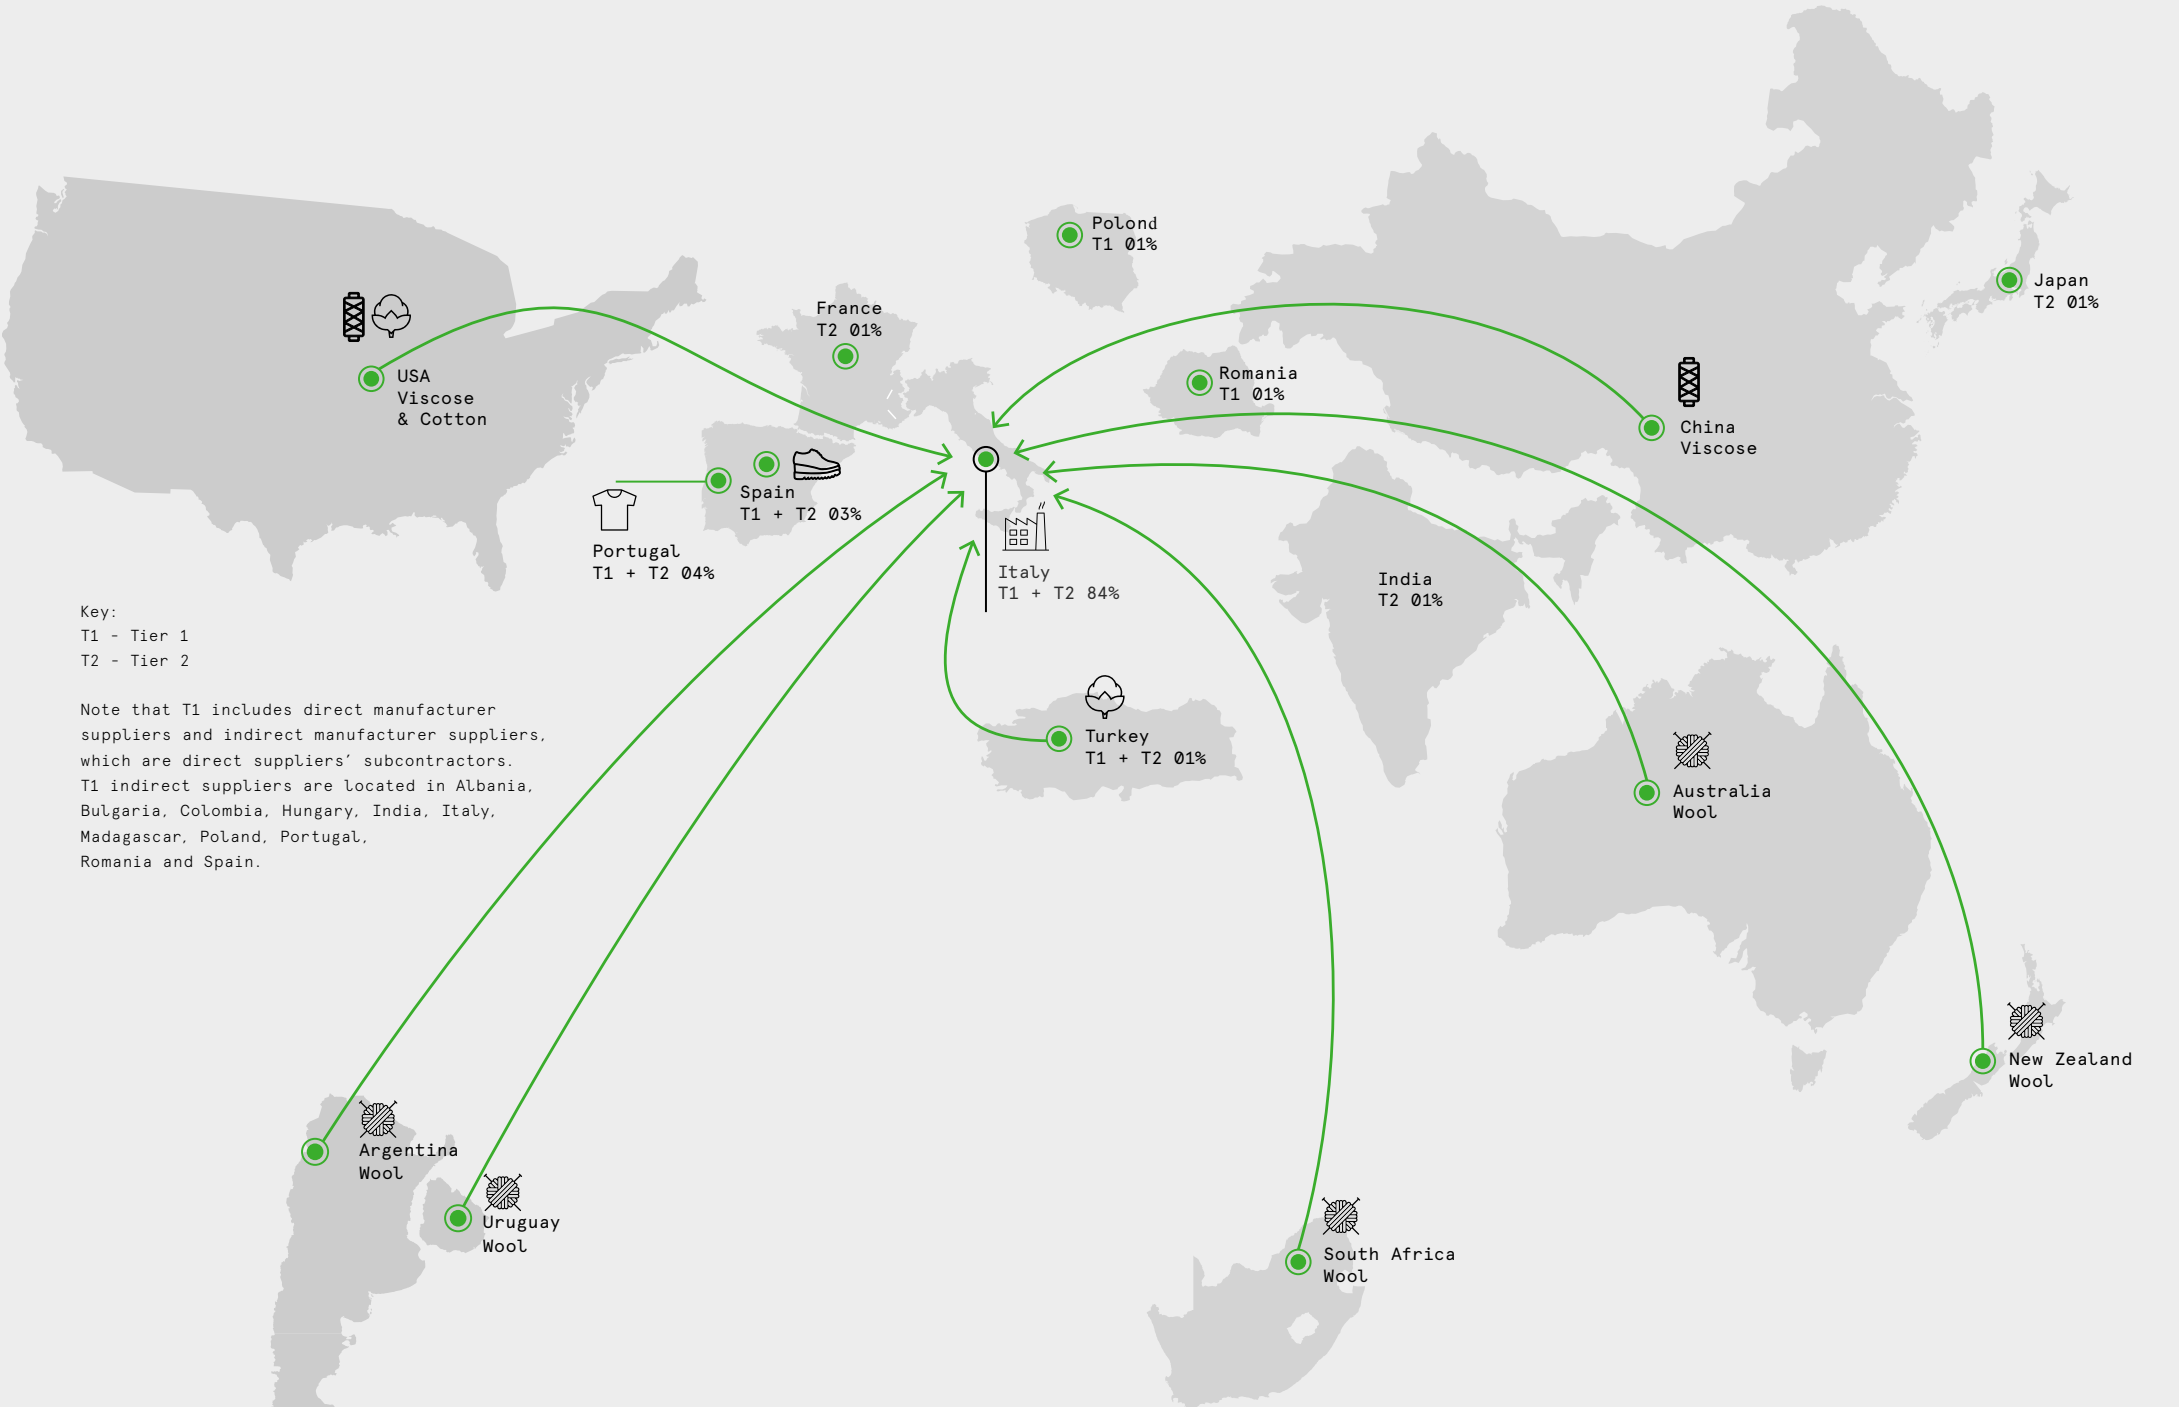 Polond
T1 01%
Japan
T2 01%
France
T2 01%
USA
Viscose
& Cotton
Romania
T1 01%
China
Viscose
Spain
T1 + T2 03%
Portugal
T1 + T2 04%
Italy
T1 + T2 84%
India
T2 01%
Key:
T1 - Tier 1
T2 - Tier 2
Note that T1 includes direct manufacturer
suppliers and indirect manufacturer suppliers,
which are direct suppliers’ subcontractors.
T1 indirect suppliers are located in Albania,
Bulgaria, Colombia, Hungary, India, Italy,
Madagascar, Poland, Portugal,
Romania and Spain.
Turkey
T1 + T2 01%
Australia
Wool
New Zealand
Wool
Argentina
Wool
Uruguay
Wool
South Africa
Wool